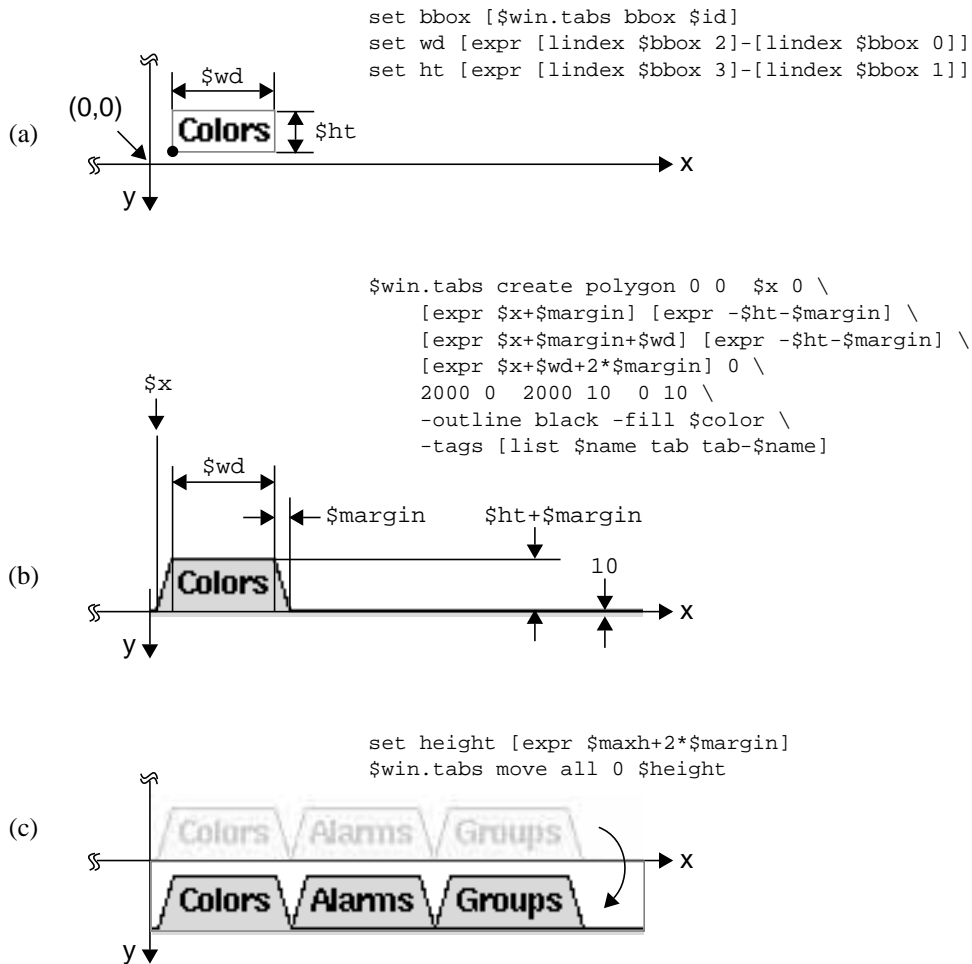 set bbox [$win.tabs bbox $id]
set wd [expr [lindex $bbox 2]-[lindex $bbox 0]]
set ht [expr [lindex $bbox 3]-[lindex $bbox 1]]
$wd
(0,0)
(a)
Colors
$ht
x
y
$win.tabs create polygon 0 0  $x 0 \
[expr $x+$margin] [expr -$ht-$margin] \
[expr $x+$margin+$wd] [expr -$ht-$margin] \
[expr $x+$wd+2*$margin] 0 \
2000 0  2000 10  0 10 \
-outline black -fill $color \
-tags [list $name tab tab-$name]
$x
$wd
$margin
$ht+$margin
10
(b)
Colors
x
y
set height [expr $maxh+2*$margin]
$win.tabs move all 0 $height
(c)
Colors Alarms Groups
x
Colors Alarms Groups
y